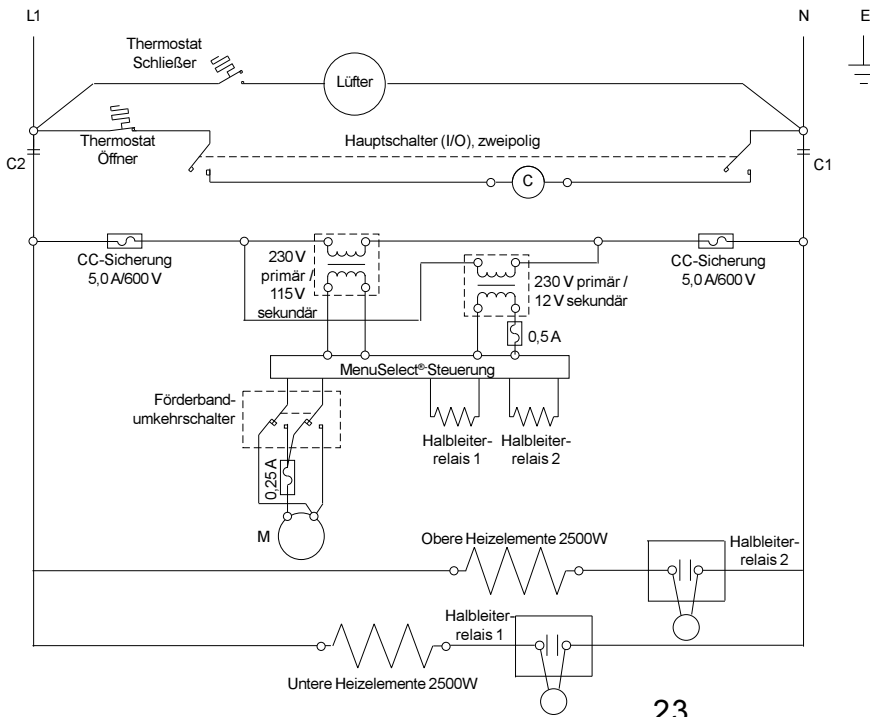 L1
N
E
Thermostat
Schließer
Lüfter
Thermostat
Öffner
Hauptschalter (I/O), zweipolig
C2
C1
C
CC-Sicherung
5,0 A/600 V
230 V
primär /
115 V
sekundär
230 V primär /
12 V sekundär
CC-Sicherung
5,0 A/600 V
0,5 A
MenuSelect®-Steuerung
Förderband-
umkehrschalter
Halbleiter-
relais 1
Halbleiter-
relais 2
0,25 A
M
Obere Heizelemente 2500W
Halbleiter-
relais 2
Halbleiter-
relais 1
Untere Heizelemente 2500W
23